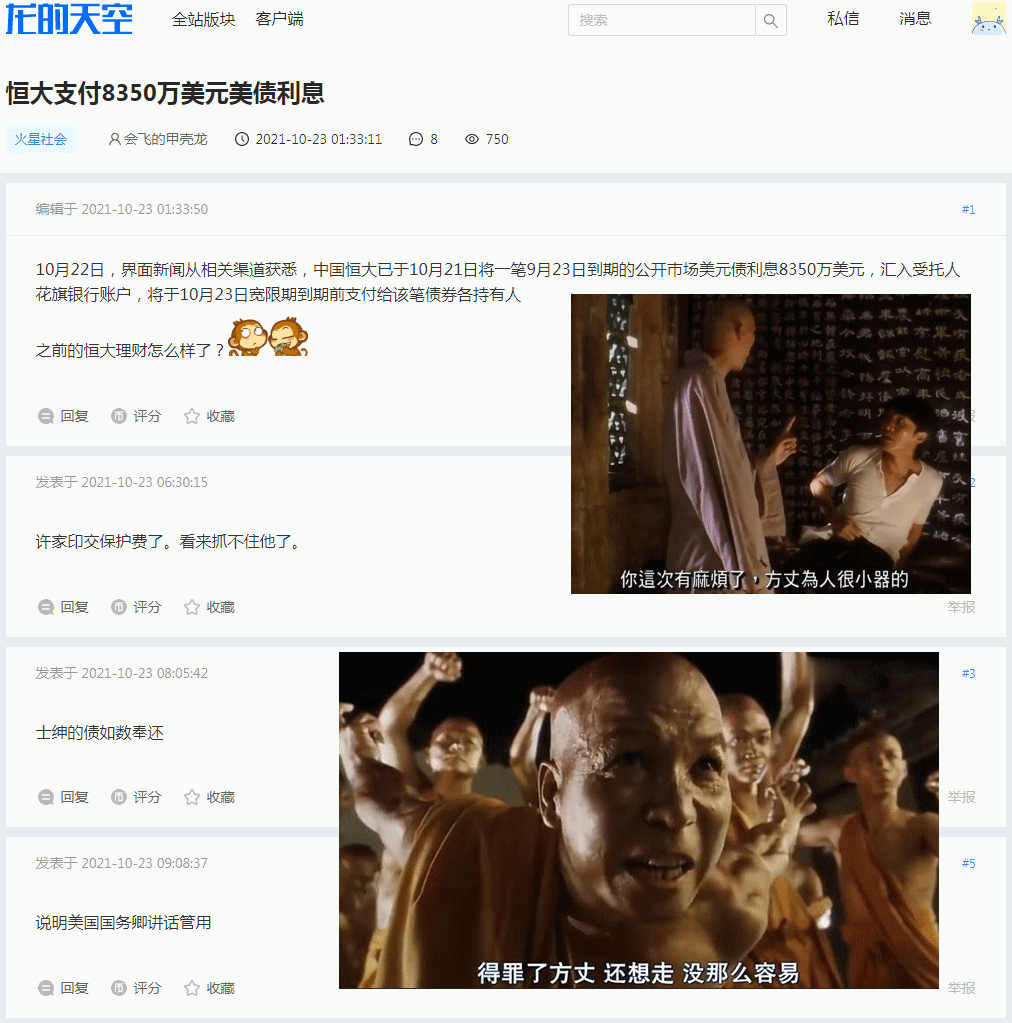 龙的天空 全站版块 客户端 搜索 私信 消息
恒大支付8350万美元美债利息
火星社会 会飞的甲壳龙 2021-10-23 01:33:11 8 750
编辑于 2021-10-23 01:33:50 #1
10月22日，界面新闻从相关渠道获悉，中国恒大已于10月21日将一笔9月23日到期的公开市场美元债利息8350万美元，汇入受托人
花旗银行账户，将于10月23日宽限期到期前支付给该笔债券各持有人
之前的恒大理财怎么样了？
回复 评分 收藏
发表于 2021-10-23 06:30:15 2
许家印交保护费了。看来抓不住他了。
你這次有麻煩了，方丈為人很小器的
回复 评分 收藏 举报
发表于 2021-10-23 08:05:42 #3
士绅的债如数奉还
回复 评分 收藏 举报
发表于 2021-10-23 09:08:37 #5
说明美国国务卿讲话管用
得罪了方丈 还想走 没那么容易
回复 评分 收藏 举报